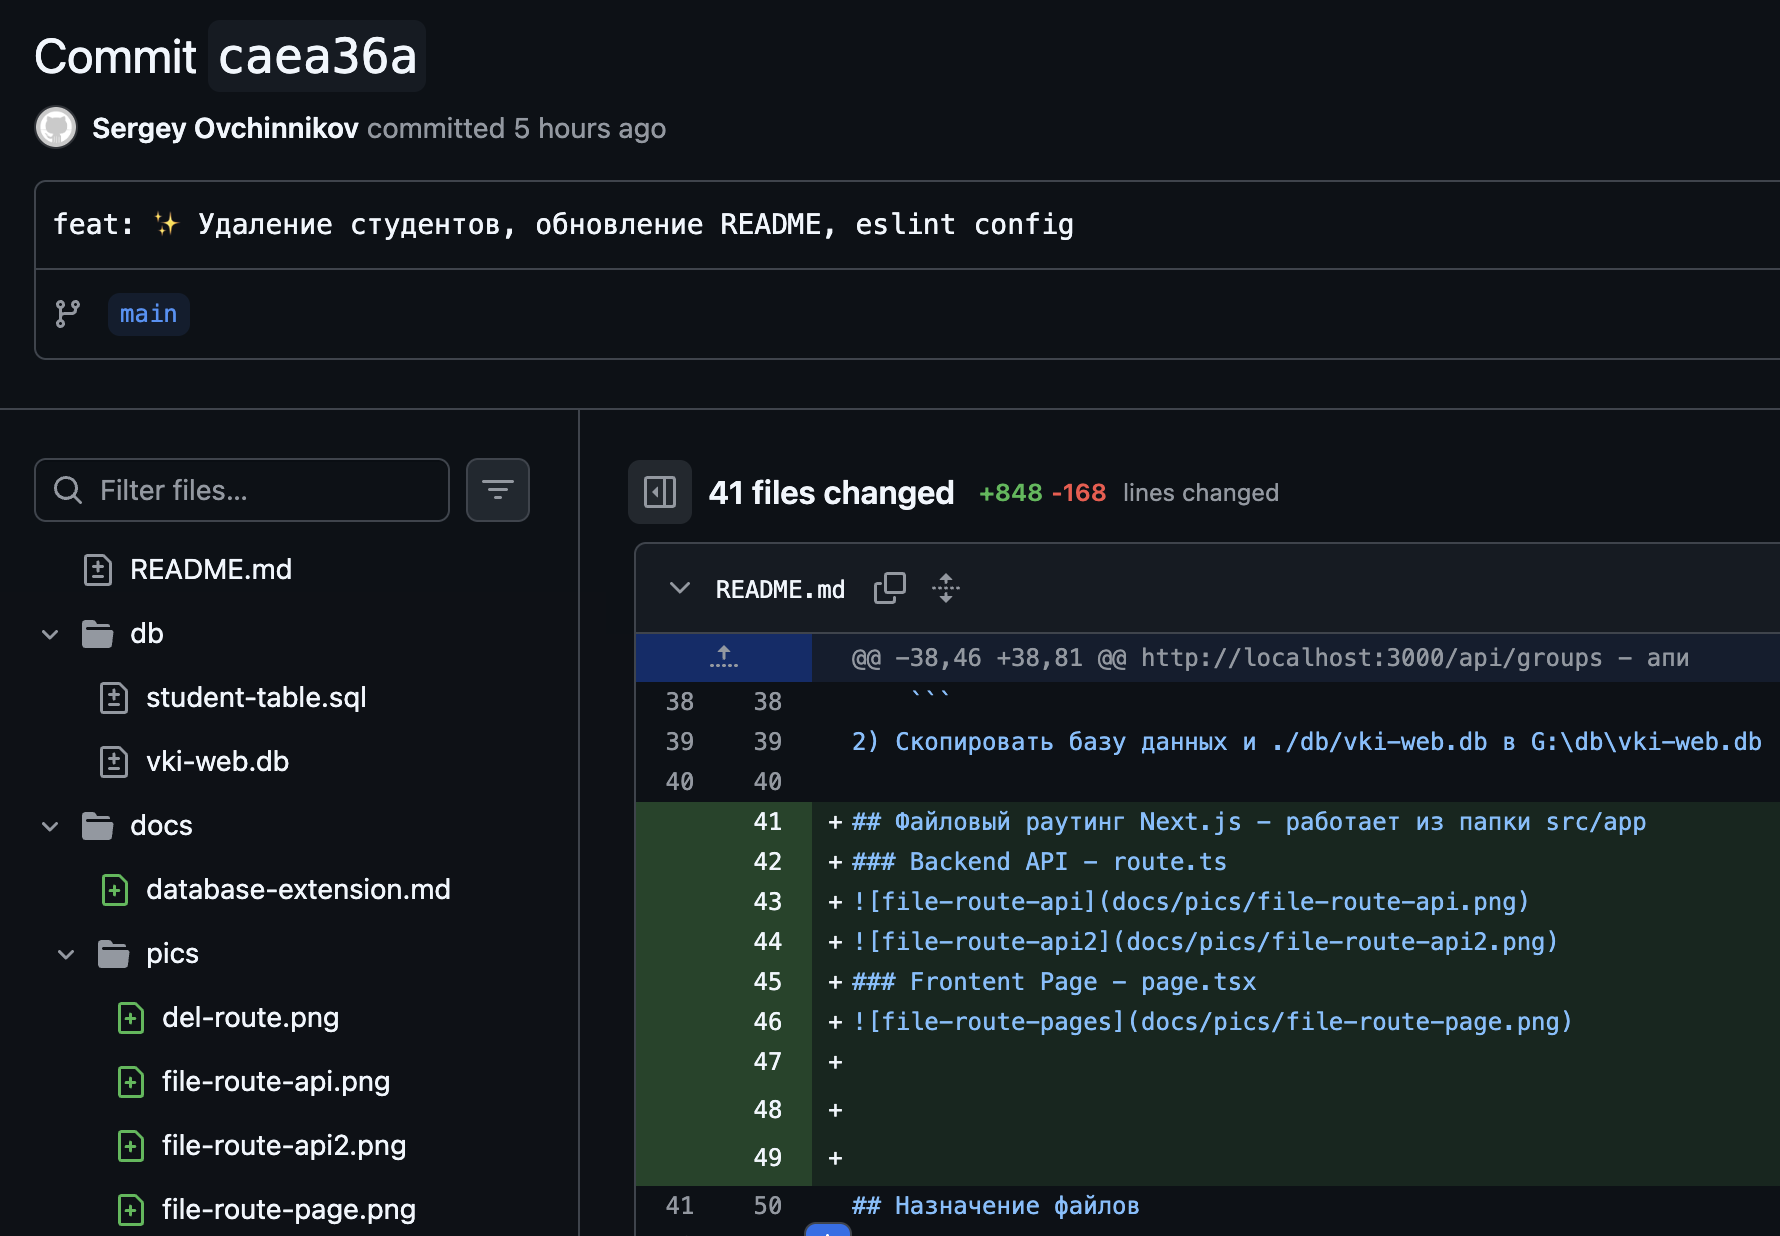 Commit caea36a
Sergey Ovchinnikov committed 5 hours ago
feat: ✨ Удаление студентов, обновление README, eslint config
main
Filter files...
README.md
db
student-table.sql
vki-web.db
docs
database-extension.md
pics
del-route.png
file-route-api.png
file-route-api2.png
file-route-page.png
41 files changed +848 -168 lines changed
README.md
@@ -38,46 +38,81 @@ http://localhost:3000/api/groups - апи
38 38 ```
39 39 2) Скопировать базу данных и ./db/vki-web.db в G:\db\vki-web.db
40 40
41 + ## Файловый раутинг Next.js - работает из папки src/app
42 + ### Backend API - route.ts
43 + ![file-route-api](docs/pics/file-route-api.png)
44 + ![file-route-api2](docs/pics/file-route-api2.png)
45 + ### Frontent Page - page.tsx
46 + ![file-route-pages](docs/pics/file-route-page.png)
47 +
48 +
49 +
41 50 ## Назначение файлов